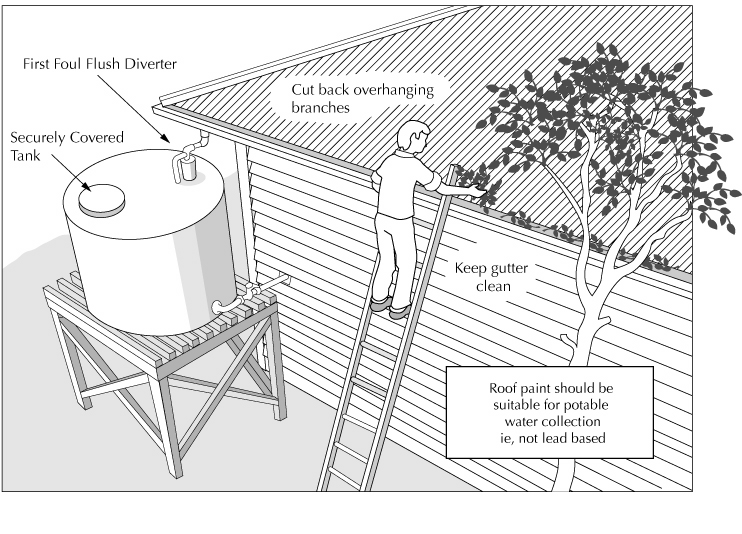 First Foul Flush Diverter
Securely Covered
Tank
Cut back overhanging
branches
Keep gutter
clean
Roof paint should be
suitable for potable
water collection
ie, not lead based